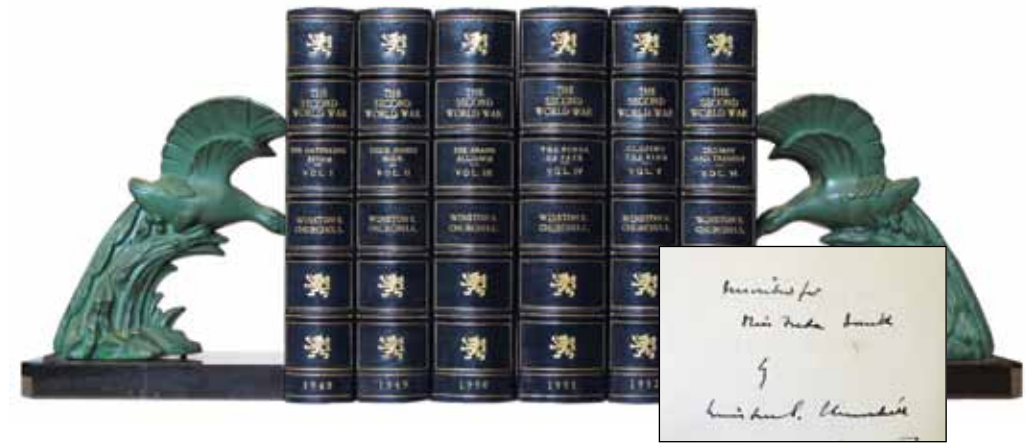 THE
SECOND
WORLD WAR
THE GATHERING
STORM
VOL. I
WINSTON S.
CHURCHILL
1948
THE
SECOND
WORLD WAR
THEIR FINEST
HOUR
VOL. II
WINSTON S.
CHURCHILL
1949
THE
SECOND
WORLD WAR
THE GRAND
ALLIANCE
VOL. III
WINSTON S.
CHURCHILL
1950
THE
SECOND
WORLD WAR
THE HINGE
OF FATE
VOL. IV
WINSTON S.
CHURCHILL
1951
THE
SECOND
WORLD WAR
CLOSING
THE RING
VOL. V
WINSTON S.
CHURCHILL
1952
THE
SECOND
WORLD WAR
TRIUMPH
AND TRAGEDY
VOL. VI
WINSTON S.
CHURCHILL
Inscribed for
Miss
by
Winston S. Churchill